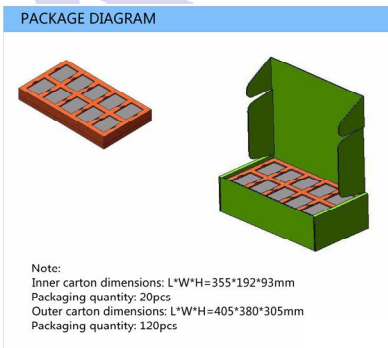 PACKAGE DIAGRAM
Note:
Inner carton dimensions: L*W*H=355*192*93mm
Packaging quantity: 20pcs
Outer carton dimensions: L*W*H=405*380*305mm
Packaging quantity: 120pcs